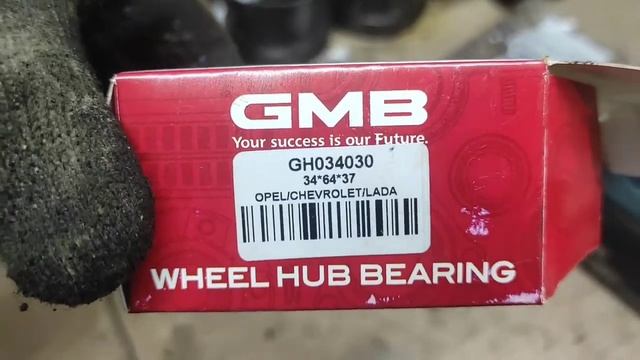 GMB
Your success is our Future.
GH034030
34*64*37
OPEL/CHEVROLET/LADA
WHEEL HUB BEARING